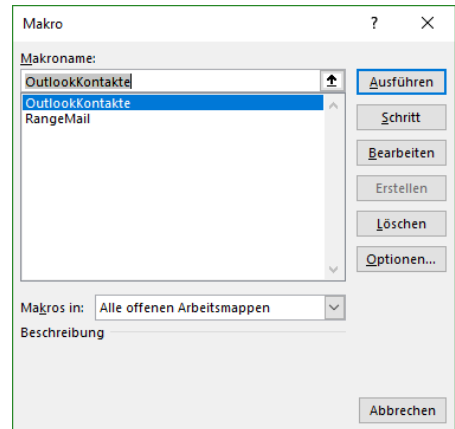 Makro ?
Makroname:
OutlookKontakte
Ausführen
OutlookKontakte
RangeMail
Schritt
Bearbeiten
Erstellen
Löschen
Optionen...
Makros in: Alle offenen Arbeitsmappen
Beschreibung
Abbrechen